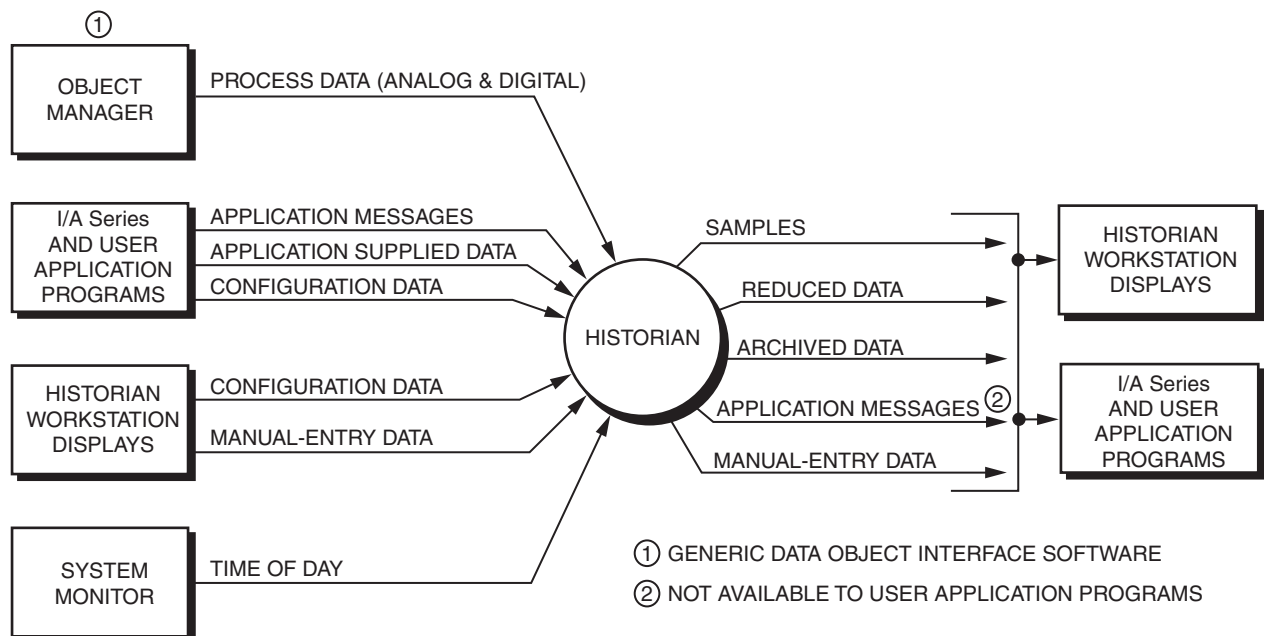 ①
OBJECT
MANAGER
PROCESS DATA (ANALOG & DIGITAL)
I/A Series
AND USER
APPLICATION
PROGRAMS
APPLICATION MESSAGES
APPLICATION SUPPLIED DATA
CONFIGURATION DATA
HISTORIAN
WORKSTATION
DISPLAYS
CONFIGURATION DATA
MANUAL-ENTRY DATA
SYSTEM
MONITOR
TIME OF DAY
HISTORIAN
SAMPLES
REDUCED DATA
ARCHIVED DATA
APPLICATION MESSAGES ②
MANUAL-ENTRY DATA
HISTORIAN
WORKSTATION
DISPLAYS
I/A Series
AND USER
APPLICATION
PROGRAMS
① GENERIC DATA OBJECT INTERFACE SOFTWARE
② NOT AVAILABLE TO USER APPLICATION PROGRAMS